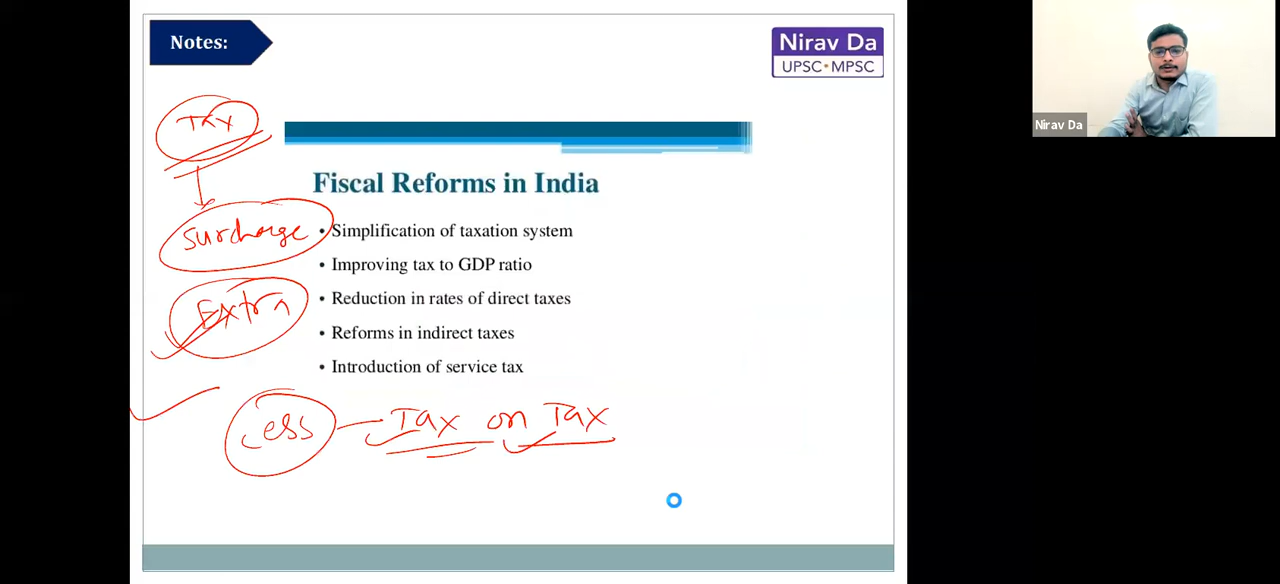 Notes:
Nirav Da
UPSC • MPSC
Nirav Da
Tax
Fiscal Reforms in India
Surcharge
• Simplification of taxation system
• Improving tax to GDP ratio
• Reduction in rates of direct taxes
Extra
• Reforms in indirect taxes
• Introduction of service tax
Cess – Tax on Tax